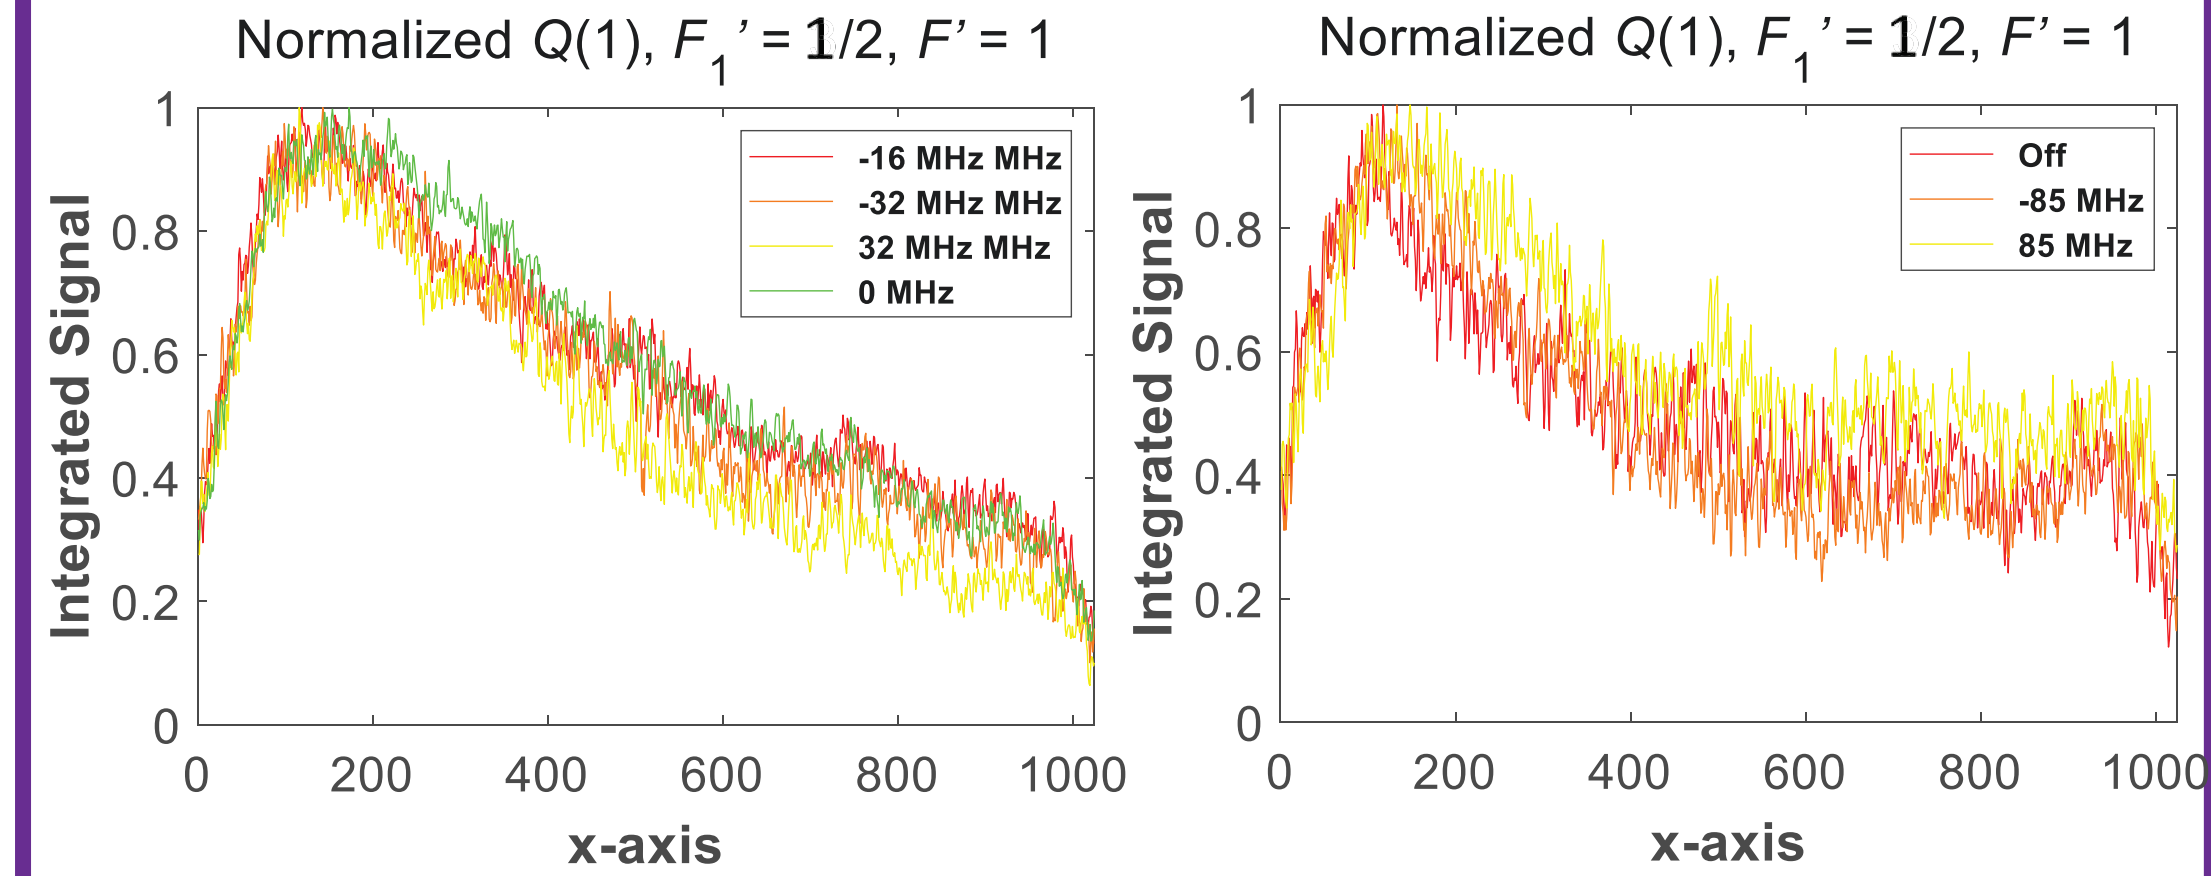 Normalized Q(1), F1' = 1/2, F' = 1
1
0.8
0.6
0.4
0.2
0
0 200 400 600 800 1000
Integrated Signal
x-axis
-16 MHz MHz
-32 MHz MHz
32 MHz MHz
0 MHz
Normalized Q(1), F1' = 1/2, F' = 1
1
0.8
0.6
0.4
0.2
0
0 200 400 600 800 1000
Integrated Signal
x-axis
Off
-85 MHz
85 MHz